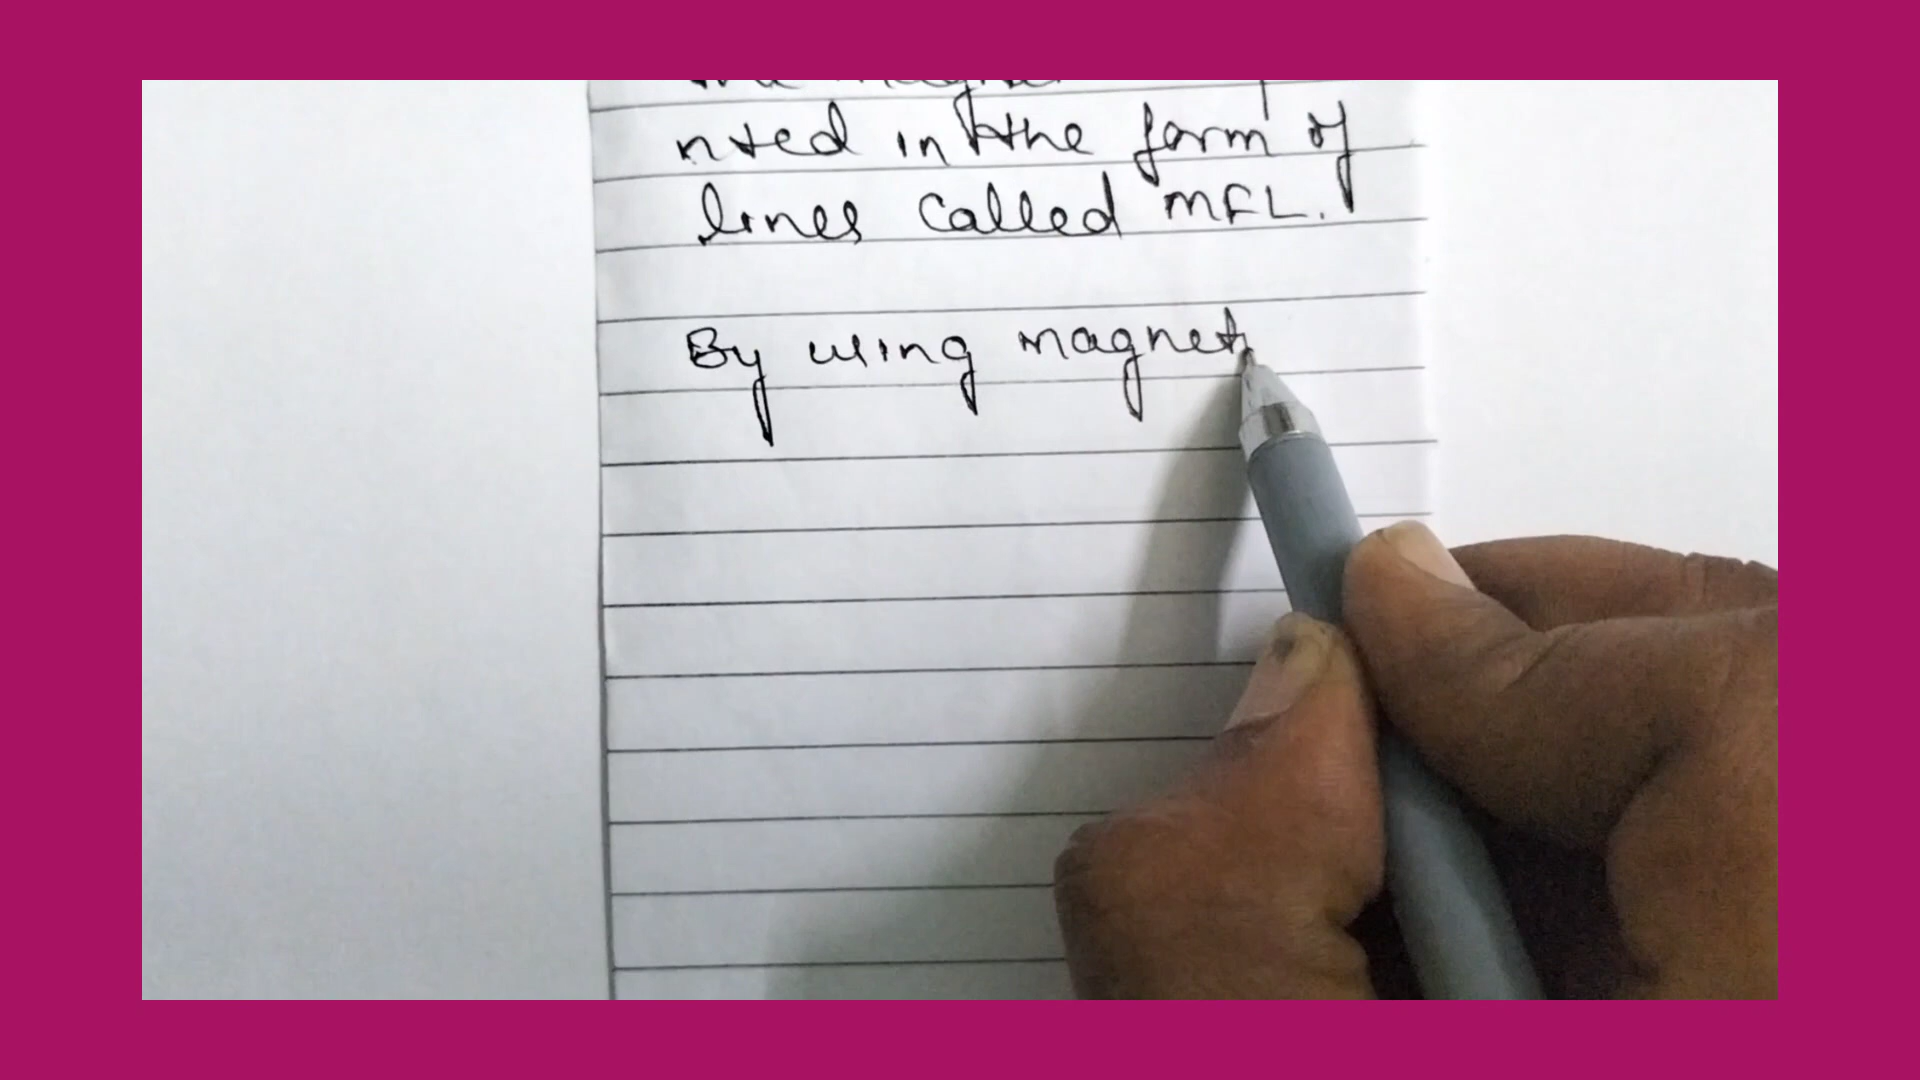 nted in the form of
lines called MFL.
By using magnet